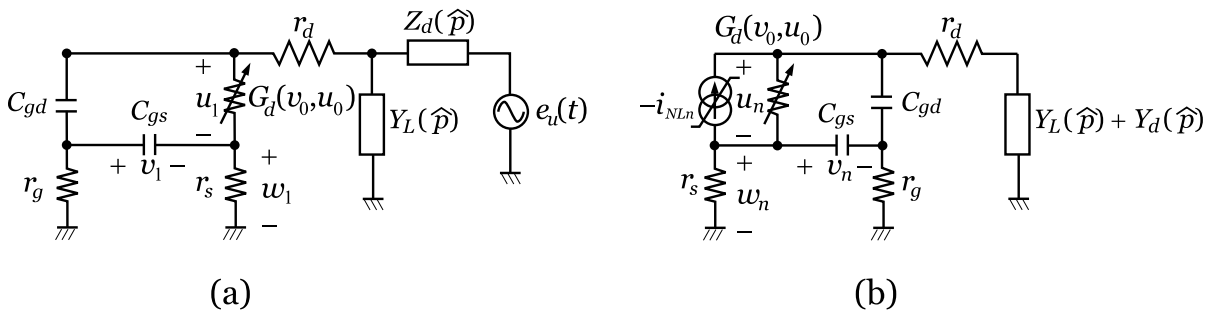 r_d
Z_d(p̂)
C_gd
+
u_1
−
G_d(v_0,u_0)
Y_L(p̂)
e_u(t)
C_gs
+ v_1 −
r_g
r_s
+
w_1
−
(a)
G_d(v_0,u_0)
r_d
−i_NLn
+
u_n
−
C_gd
C_gs
Y_L(p̂) + Y_d(p̂)
+ v_n −
r_s
+
w_n
−
r_g
(b)